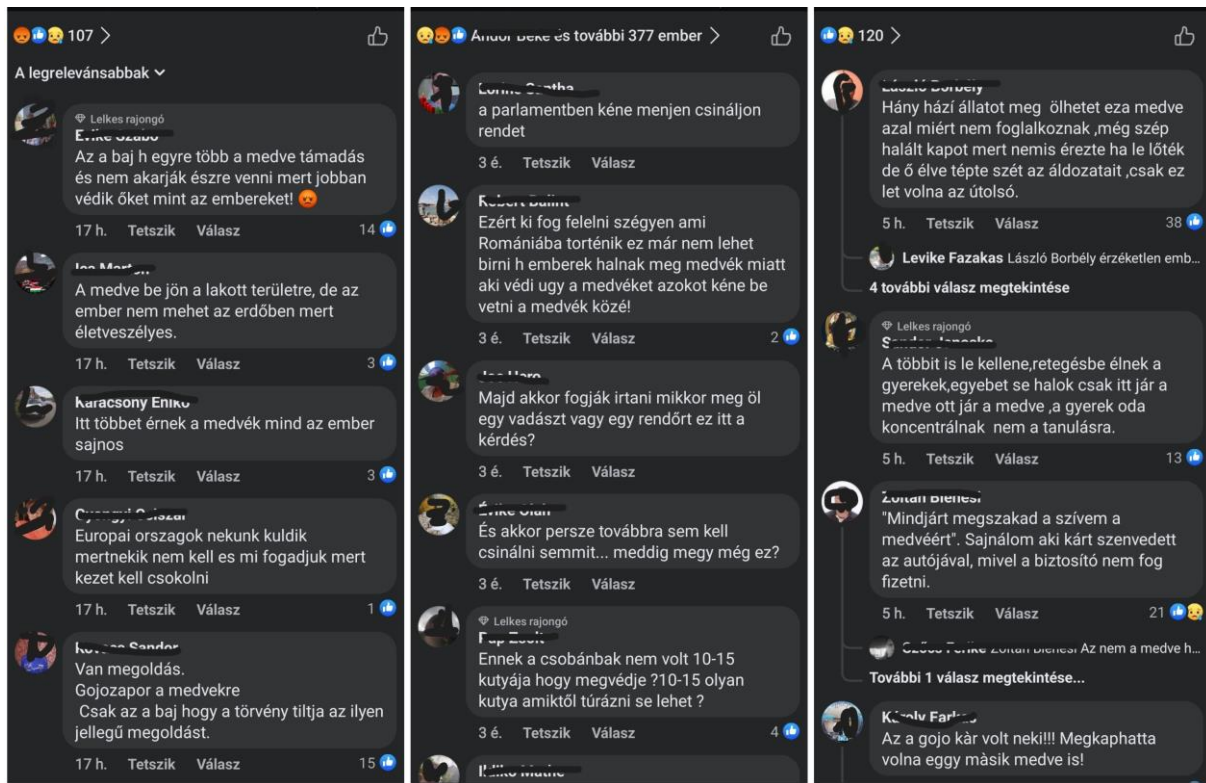 107
A legrelevánsabbak
Lelkes rajongó
Evike Szabó
Az a baj h egyre több a medve támadás
és nem akarják észre venni mert jobban
védik őket mint az embereket!
17 h. Tetszik Válasz 14
A medve be jön a lakott területre, de az
ember nem mehet az erdőben mert
életveszélyes.
17 h. Tetszik Válasz 3
Karácsony Enikő
Itt többet érnek a medvék mind az ember
sajnos
17 h. Tetszik Válasz 3
Europai orszagok nekunk kuldik
mertnekik nem kell es mi fogadjuk mert
kezet kell csokolni
17 h. Tetszik Válasz 1
Sandor
Van megoldás.
Gojozapor a medvekre
Csak az a baj hogy a törvény tiltja az ilyen
jellegű megoldást.
17 h. Tetszik Válasz 15
Andor Beke és további 377 ember
a parlamentben kéne menjen csináljon
rendet
3 é. Tetszik Válasz
Ezért ki fog felelni szégyen ami
Romániába torténik ez már nem lehet
birni h emberek halnak meg medvék miatt
aki védi ugy a medvéket azokot kéne be
vetni a medvék közé!
3 é. Tetszik Válasz 2
Majd akkor fogják irtani mikkor meg öl
egy vadászt vagy egy rendőrt ez itt a
kérdés?
3 é. Tetszik Válasz
És akkor persze továbbra sem kell
csinálni semmit... meddig megy még ez?
3 é. Tetszik Válasz
Lelkes rajongó
Ennek a csobánbak nem volt 10-15
kutyája hogy megvédje ?10-15 olyan
kutya amiktől túrázni se lehet ?
3 é. Tetszik Válasz 4
120
László Borbély
Hány hází állatot meg ölhetet eza medve
azal miért nem foglalkoznak ,még szép
halált kapot mert nemis érezte ha le lőték
de ő élve tépte szét az áldozatait ,csak ez
let volna az útolsó.
5 h. Tetszik Válasz 38
Levike Fazakas László Borbély érzéketlen emb...
4 további válasz megtekintése
Lelkes rajongó
A többit is le kellene,retegésbe élnek a
gyerekek,egyebet se halok csak itt jár a
medve ott jár a medve ,a gyerek oda
koncentrálnak nem a tanulásra.
5 h. Tetszik Válasz 13
Zoltán Bienesi
"Mindjárt megszakad a szívem a
medvéért". Sajnálom aki kárt szenvedett
az autójával, mivel a biztosító nem fog
fizetni.
5 h. Tetszik Válasz 21
Zoltán Bienesi Az nem a medve h...
További 1 válasz megtekintése...
Károly Farkas
Az a gojo kàr volt neki!!! Megkaphatta
volna eggy màsik medve is!